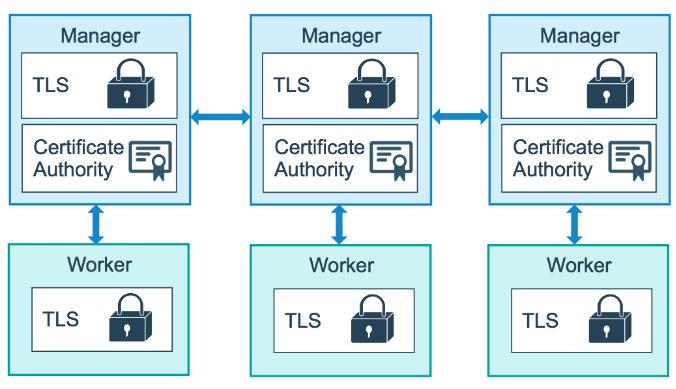 Manager
TLS
Certificate
Authority
Manager
TLS
Certificate
Authority
Manager
TLS
Certificate
Authority
Worker
TLS
Worker
TLS
Worker
TLS